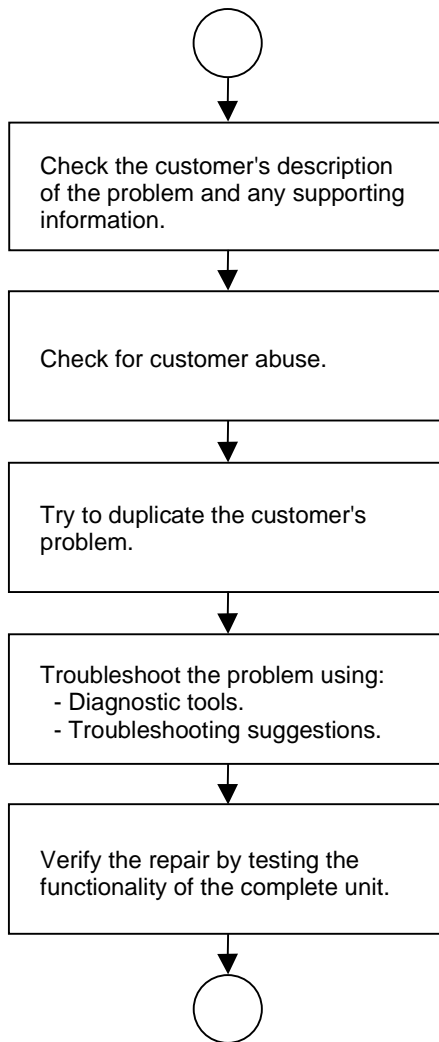 Check the customer's description
of the problem and any supporting
information.
Check for customer abuse.
Try to duplicate the customer's
problem.
Troubleshoot the problem using:
- Diagnostic tools.
- Troubleshooting suggestions.
Verify the repair by testing the
functionality of the complete unit.